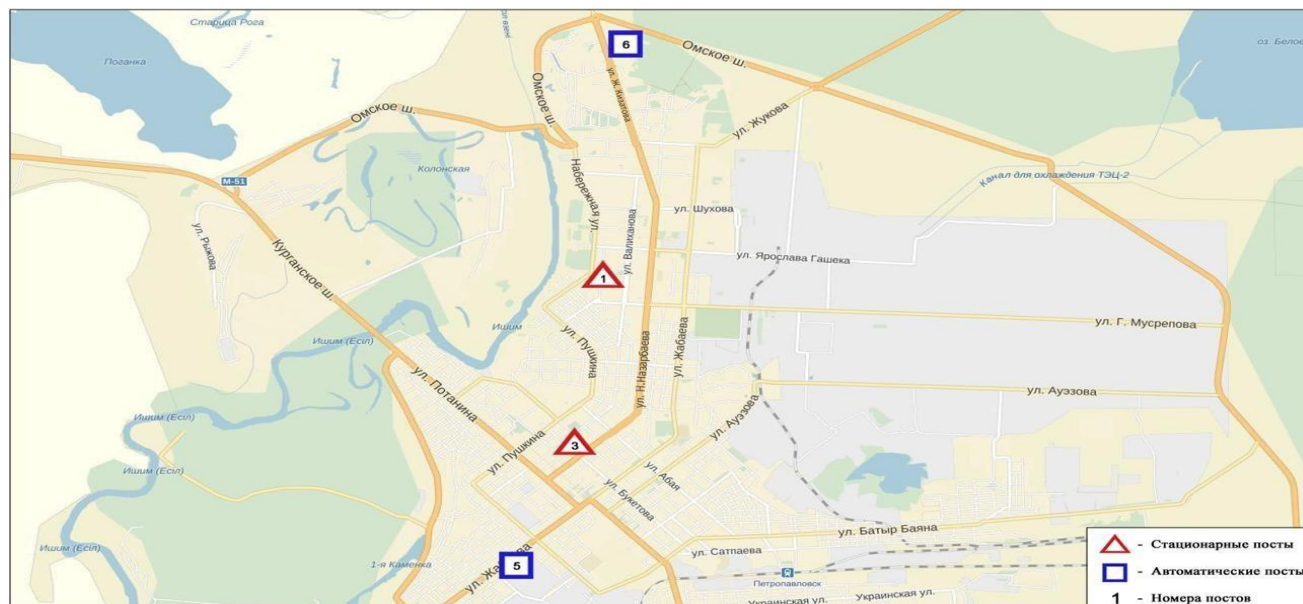 Старица Рога
Поганка
6
Омское ш.
оз. Белое
Омское ш.
ул. Ж. Кизатова
Омское ш.
ул. Жукова
Колонская
Набережная ул.
Канал для охлаждения ТЭЦ-2
М-51
ул. Шухова
ул. Рыжова
ул. Валиханова
Курганское ш.
ул. Ярослава Гашека
1
Ишим
ул. Г. Мусрепова
Ишим (Есіл)
ул. Пушкина
ул. Жабаева
ул. Н.Назарбаева
ул. Потанина
ул. Ауэзова
Ишим (Есіл)
ул. Ауэзова
ул. Пушкина
3
Ишим (Есіл)
ул. Абая
ул. Букетова
ул. Батыр Баяна
Ишим (Есіл)
ул. Сатпаева
1-я Каменка
5
Петропавловск
Украинская ул.
Украинская ул.
- Стационарные посты
- Автоматические посты
1 - Номера постов